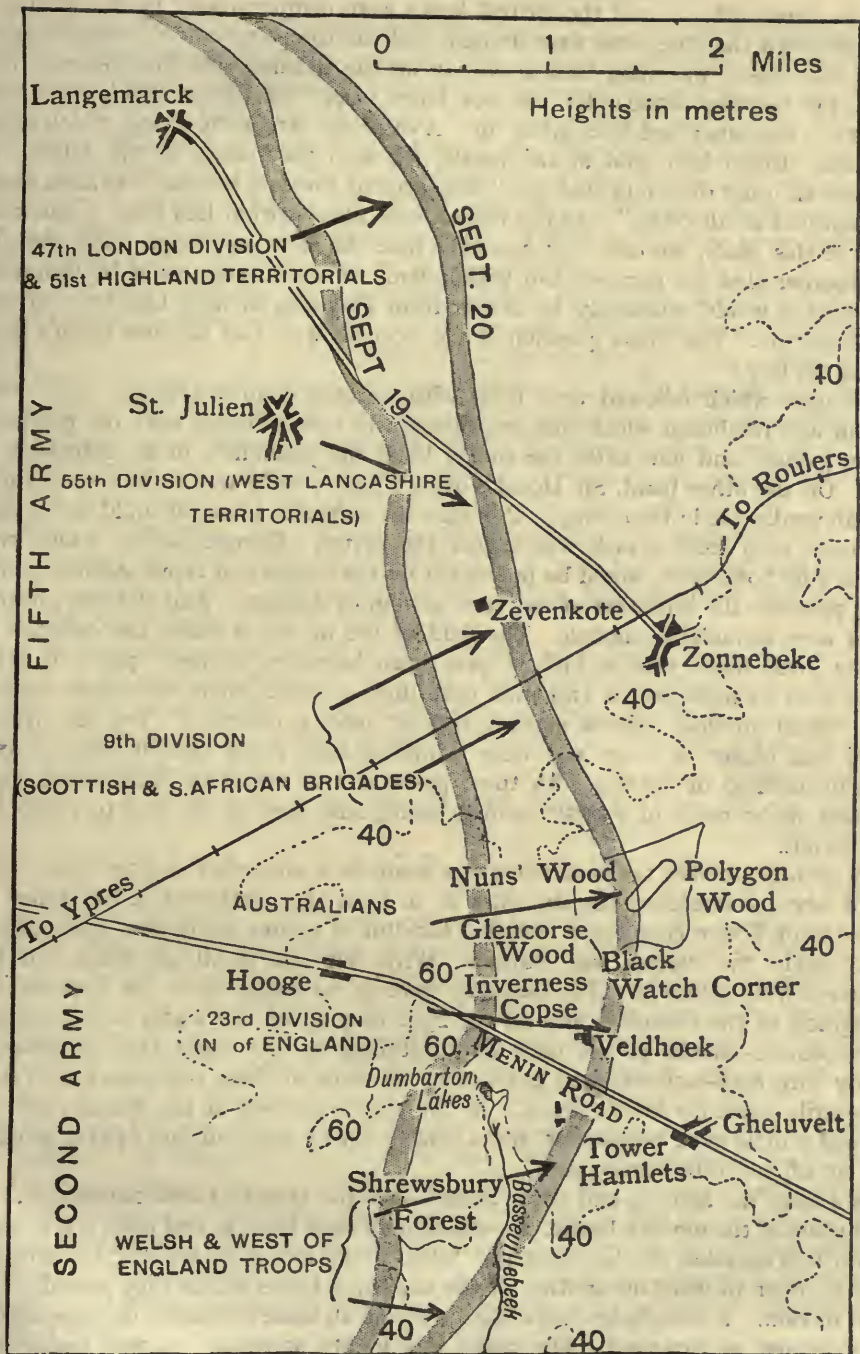 0 1 2 Miles
Heights in metres
Langemarck
47th LONDON DIVISION
& 51st HIGHLAND TERRITORIALS
SEPT. 20
SEPT 19
40
40
St. Julien
FIFTH ARMY
55th DIVISION (WEST LANCASHIRE
TERRITORIALS)
To Roulers
Zevenkote
Zonnebeke
40
9th DIVISION
(SCOTTISH & S.AFRICAN BRIGADES)
40
To Ypres
Nuns' Wood
Polygon
Wood
AUSTRALIANS
Glencorse
Wood
40
Hooge
60
Inverness
Copse
Black
Watch Corner
SECOND ARMY
23rd DIVISION
(N of ENGLAND)
60
MENIN ROAD
Veldhoek
Dumbarton
Lakes
60
Gheluvelt
Tower
Hamlets
Shrewsbury
Forest
Bassevillebeek
40
WELSH & WEST OF
ENGLAND TROOPS
40
40